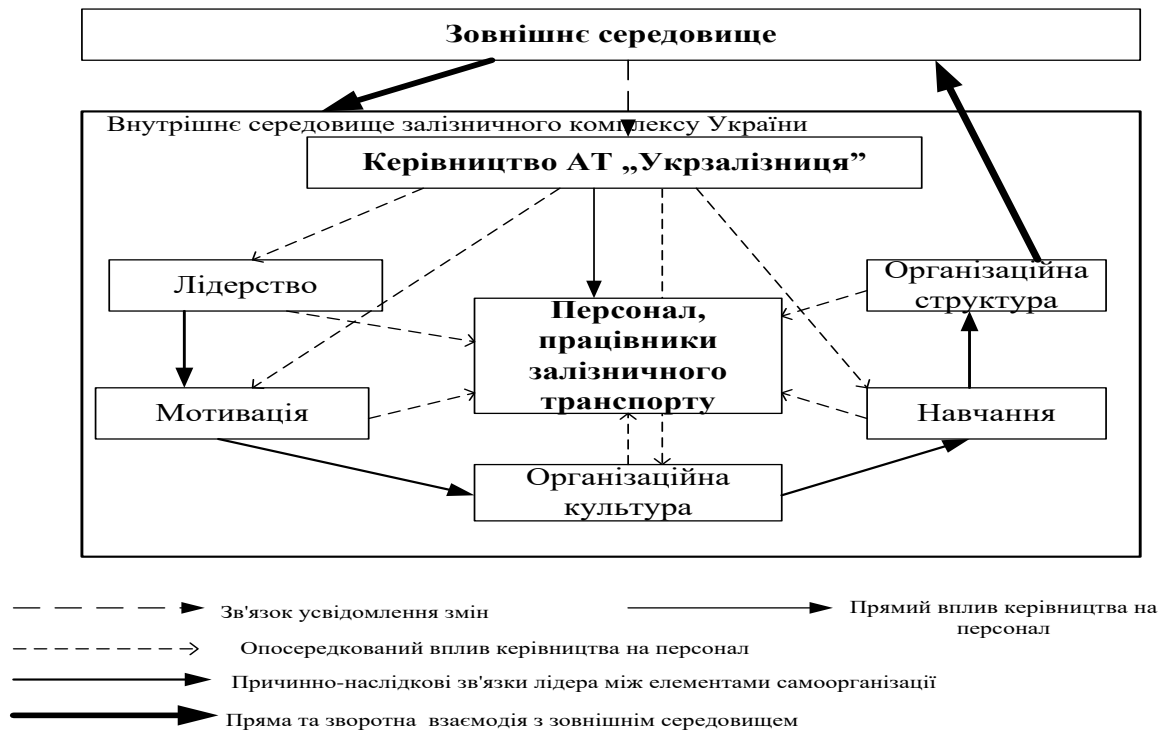 Зовнішнє середовище
Внутрішнє середовище залізничного комплексу України
Керівництво АТ „Укрзалізниця”
Лідерство
Організаційна
структура
Персонал,
працівники
залізничного
транспорту
Мотивація
Навчання
Організаційна
культура
Зв'язок усвідомлення змін
Прямий вплив керівництва на
персонал
Опосередкований вплив керівництва на персонал
Причинно-наслідкові зв'язки лідера між елементами самоорганізації
Пряма та зворотна взаємодія з зовнішнім середовищем